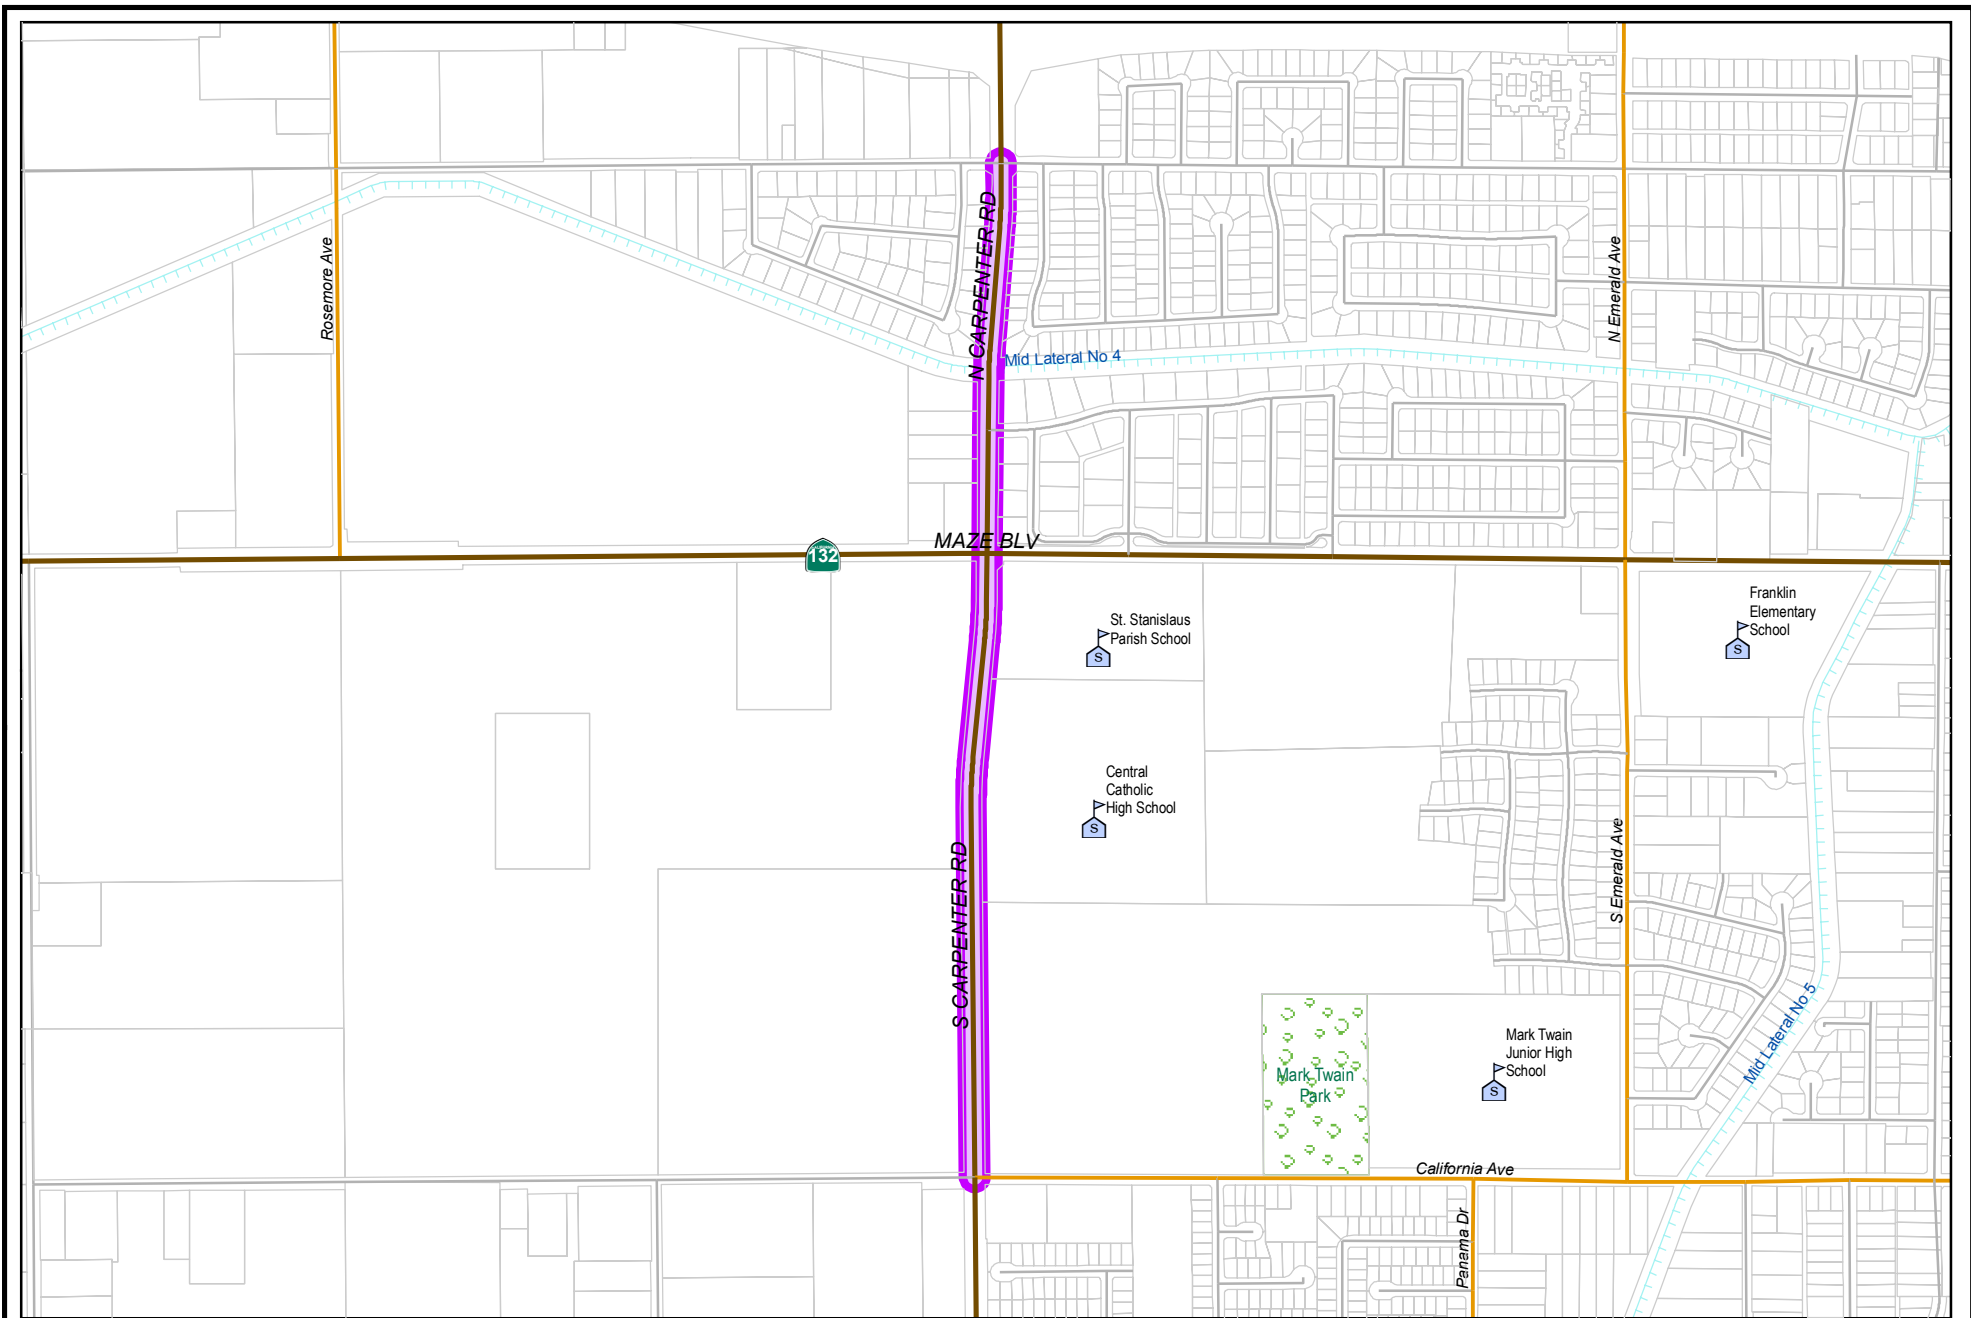 N CARPENTER RD
Rosemore Ave
N Emerald Ave
Mid Lateral No 4
MAZE BLV
132
St. Stanislaus
Parish School
S
Franklin
Elementary
School
S
Central
Catholic
High School
S
S CARPENTER RD
S Emerald Ave
Mid Lateral No 5
Mark Twain
Junior High
School
S
Mark Twain
Park
California Ave
Panama Dr